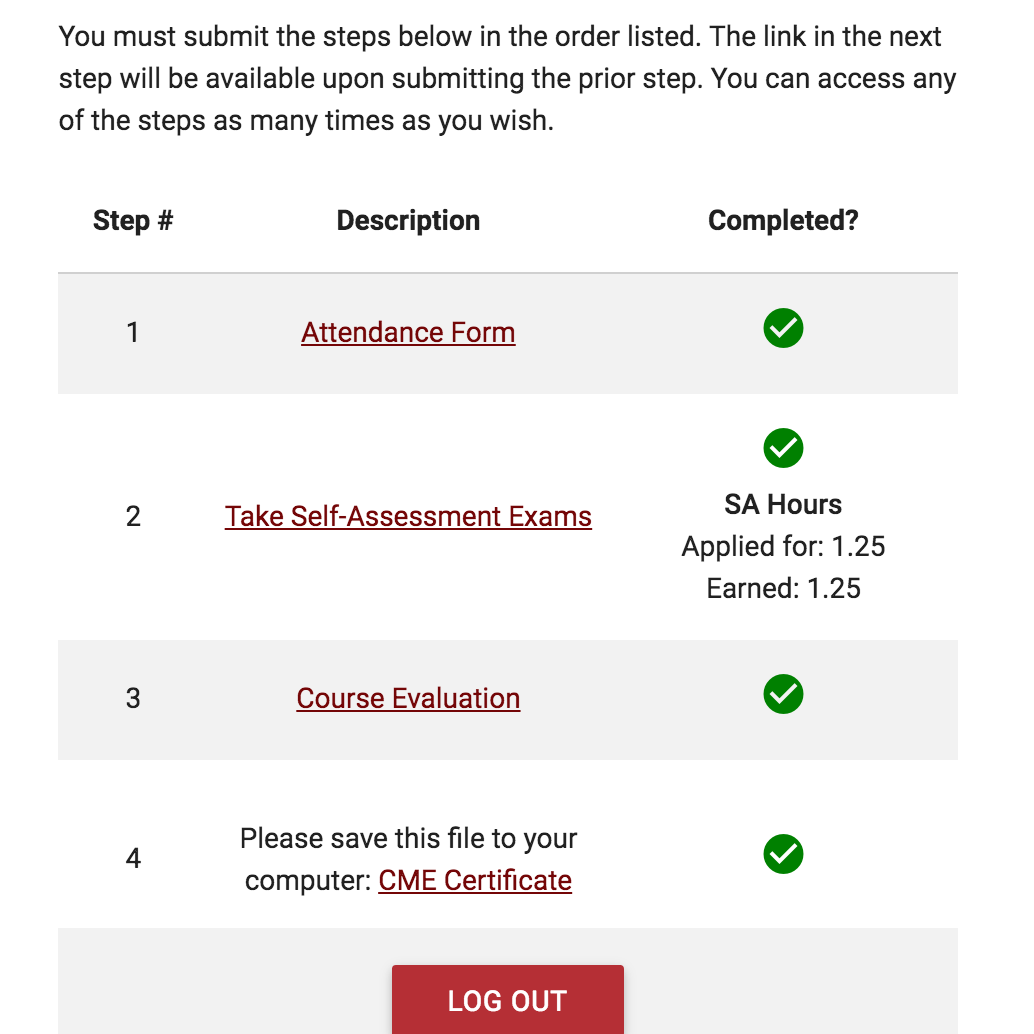 You must submit the steps below in the order listed. The link in the next
step will be available upon submitting the prior step. You can access any
of the steps as many times as you wish.
Step # Description Completed?
1 Attendance Form
2 Take Self-Assessment Exams
SA Hours
Applied for: 1.25
Earned: 1.25
3 Course Evaluation
4 Please save this file to your
computer: CME Certificate
LOG OUT